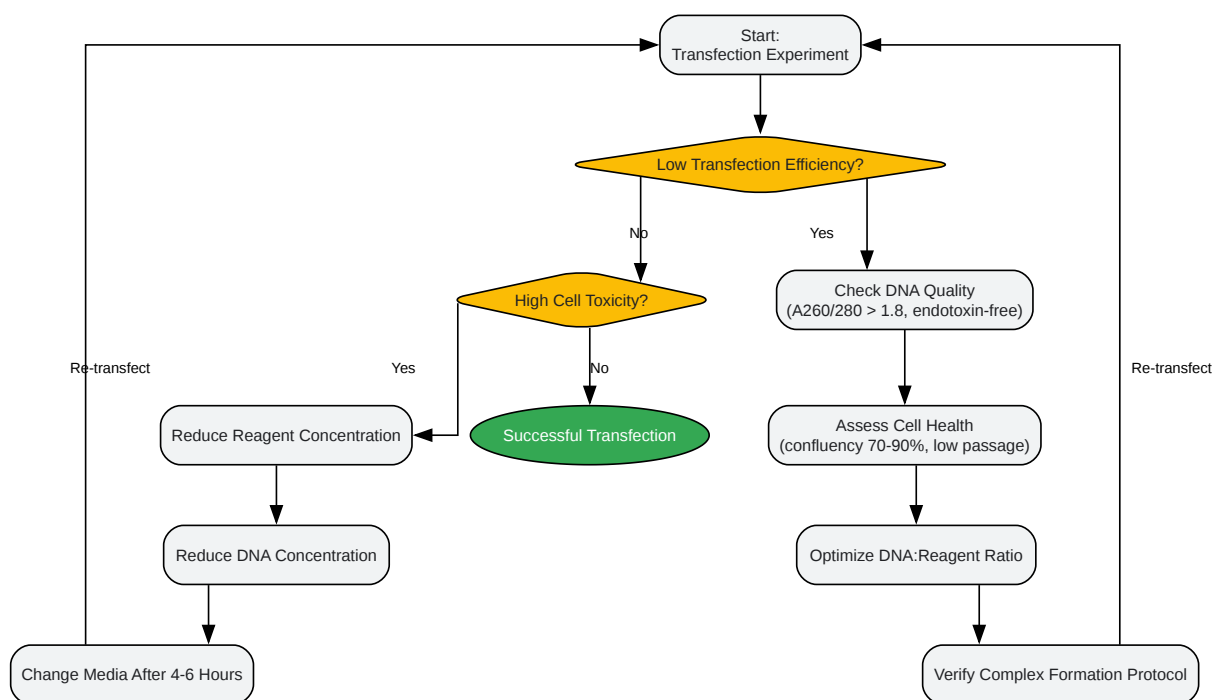 Start:
Transfection Experiment
Low Transfection Efficiency?
No
Yes
High Cell Toxicity?
Check DNA Quality
(A260/280 > 1.8, endotoxin-free)
Re-transfect
Yes
No
Re-transfect
Reduce Reagent Concentration
Successful Transfection
Assess Cell Health
(confluency 70-90%, low passage)
Reduce DNA Concentration
Optimize DNA:Reagent Ratio
Change Media After 4-6 Hours
Verify Complex Formation Protocol